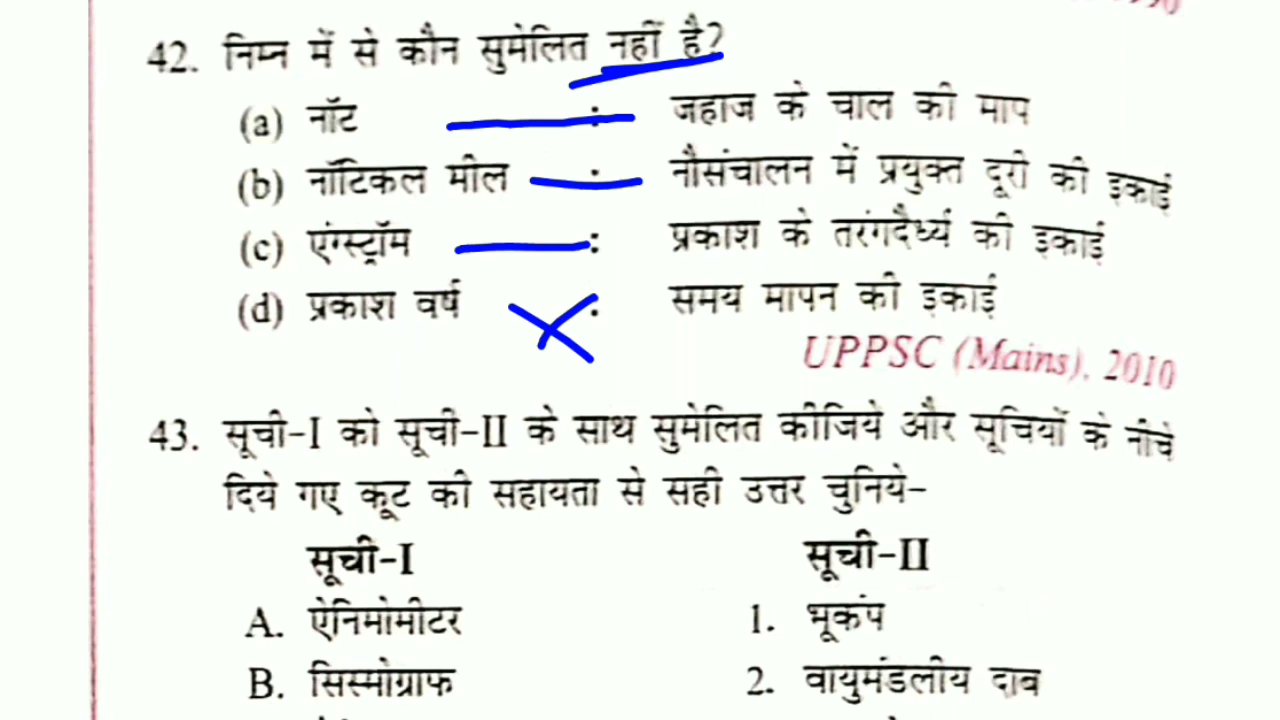 42. निम्न में से कौन सुमेलित नहीं है?
(a) नॉट : जहाज के चाल की माप
(b) नॉटिकल मील : नौसंचालन में प्रयुक्त दूरी की इकाई
(c) एंग्स्ट्रॉम : प्रकाश के तरंगदैर्ध्य की इकाई
(d) प्रकाश वर्ष : समय मापन की इकाई
UPPSC (Mains), 2010
43. सूची-I को सूची-II के साथ सुमेलित कीजिये और सूचियों के नीचे
दिये गए कूट की सहायता से सही उत्तर चुनिये-
सूची-I सूची-II
A. ऐनिमोमीटर 1. भूकंप
B. सिस्मोग्राफ 2. वायुमंडलीय दाब